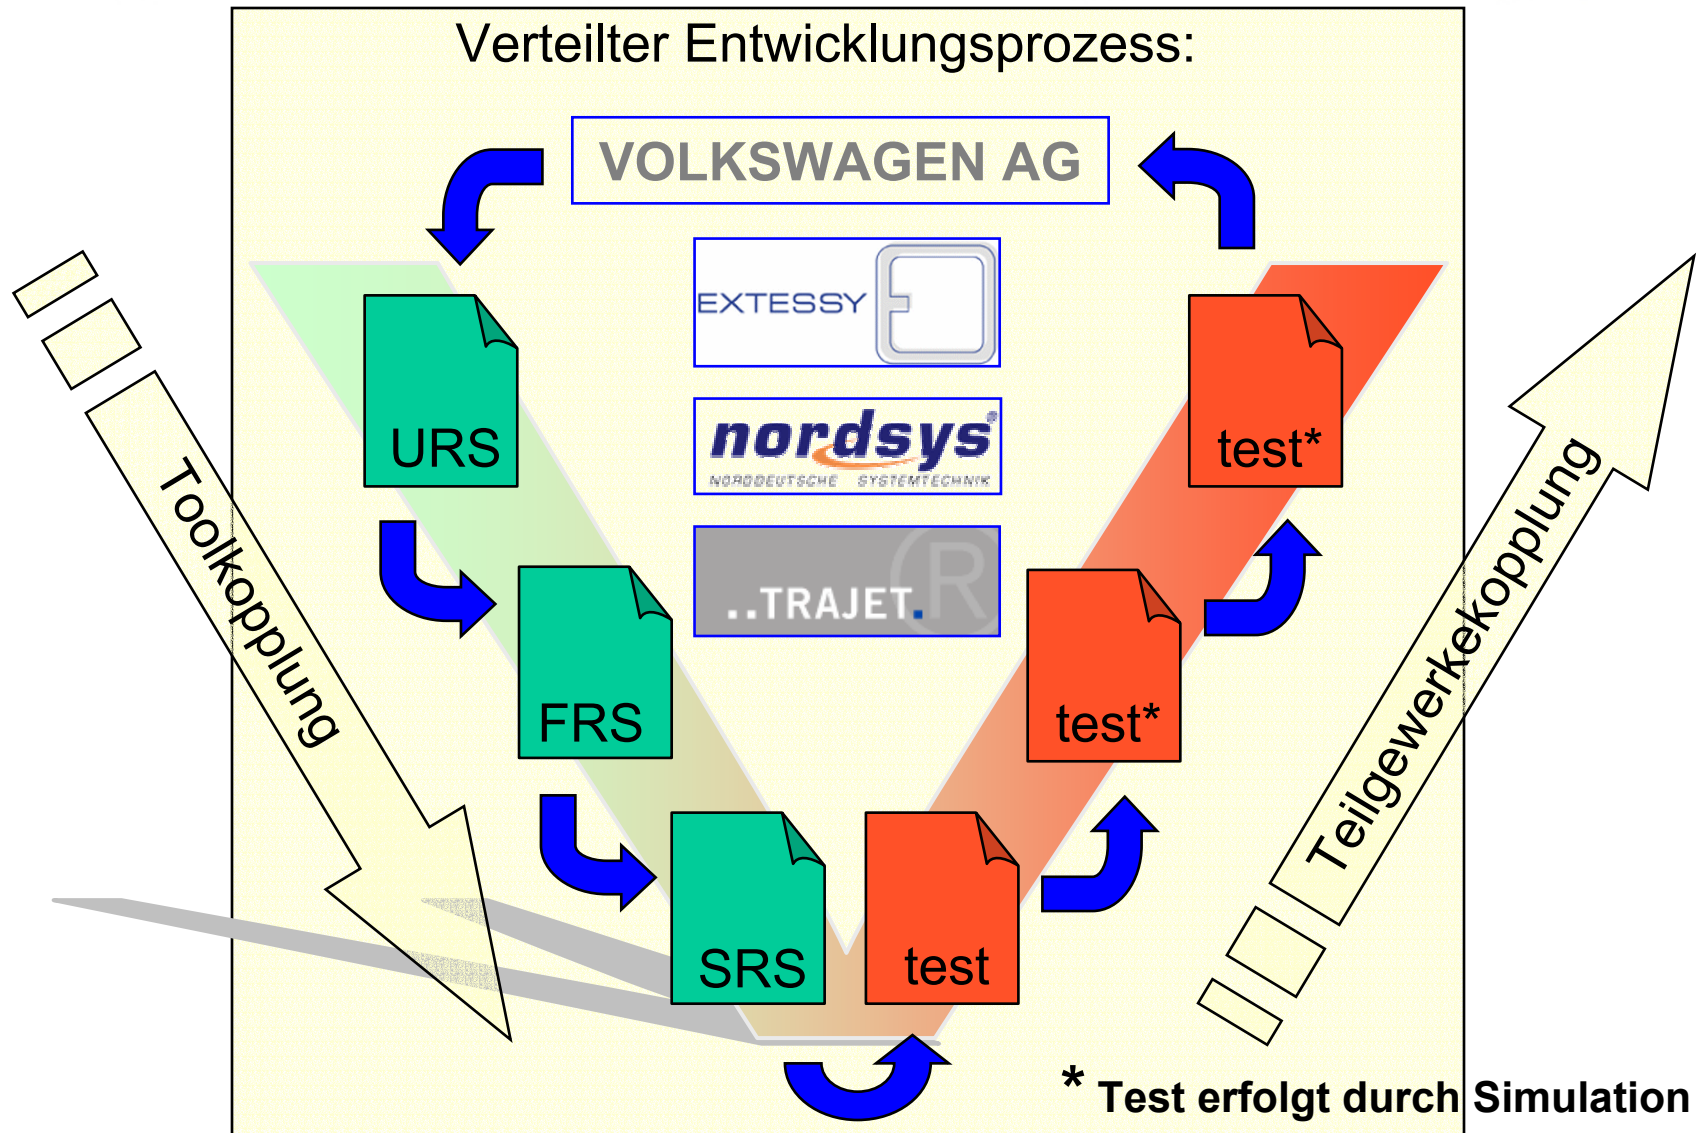 Verteilter Entwicklungsprozess:
VOLKSWAGEN AG
EXTESSY
nordsys®
NORDDEUTSCHE SYSTEMTECHNIK
..TRAJET.
R
URS
FRS
SRS
test
test*
test*
Toolkopplung
Teilgewerkekopplung
* Test erfolgt durch Simulation